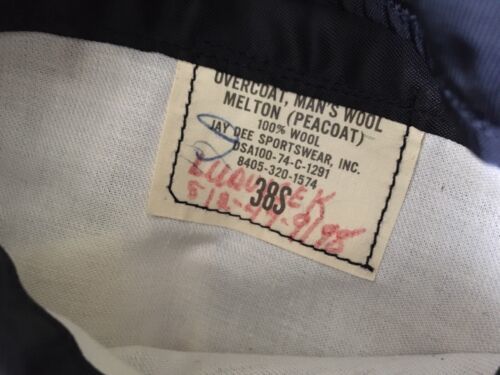 OVERCOAT, MAN'S WOOL
MELTON (PEACOAT)
100% WOOL
JAY DEE SPORTSWEAR, INC.
DSA100-74-C-1291
8405-320-1574
38S